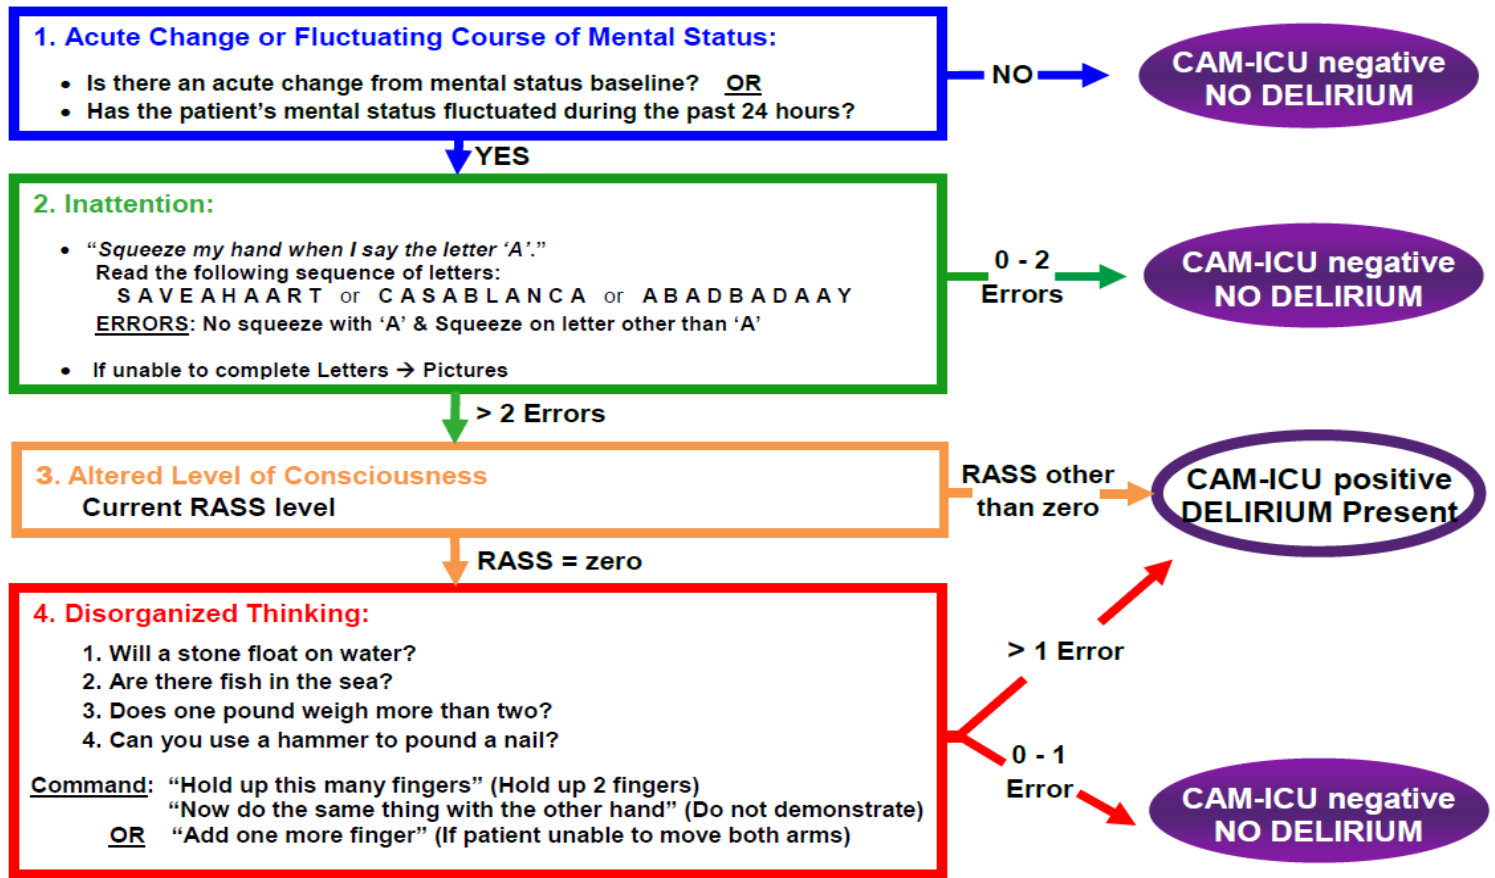 1. Acute Change or Fluctuating Course of Mental Status:
• Is there an acute change from mental status baseline? OR
• Has the patient's mental status fluctuated during the past 24 hours?
NO
CAM-ICU negative
NO DELIRIUM
YES
2. Inattention:
• “Squeeze my hand when I say the letter ‘A’.”
Read the following sequence of letters:
S A V E A H A A R T or C A S A B L A N C A or A B A D B A D A A Y
ERRORS: No squeeze with ‘A’ & Squeeze on letter other than ‘A’
• If unable to complete Letters → Pictures
0 - 2
Errors
CAM-ICU negative
NO DELIRIUM
> 2 Errors
3. Altered Level of Consciousness
Current RASS level
RASS other
than zero
CAM-ICU positive
DELIRIUM Present
RASS = zero
4. Disorganized Thinking:
1. Will a stone float on water?
2. Are there fish in the sea?
3. Does one pound weigh more than two?
4. Can you use a hammer to pound a nail?
Command: “Hold up this many fingers” (Hold up 2 fingers)
“Now do the same thing with the other hand” (Do not demonstrate)
OR “Add one more finger” (If patient unable to move both arms)
> 1 Error
0 - 1
Error
CAM-ICU negative
NO DELIRIUM